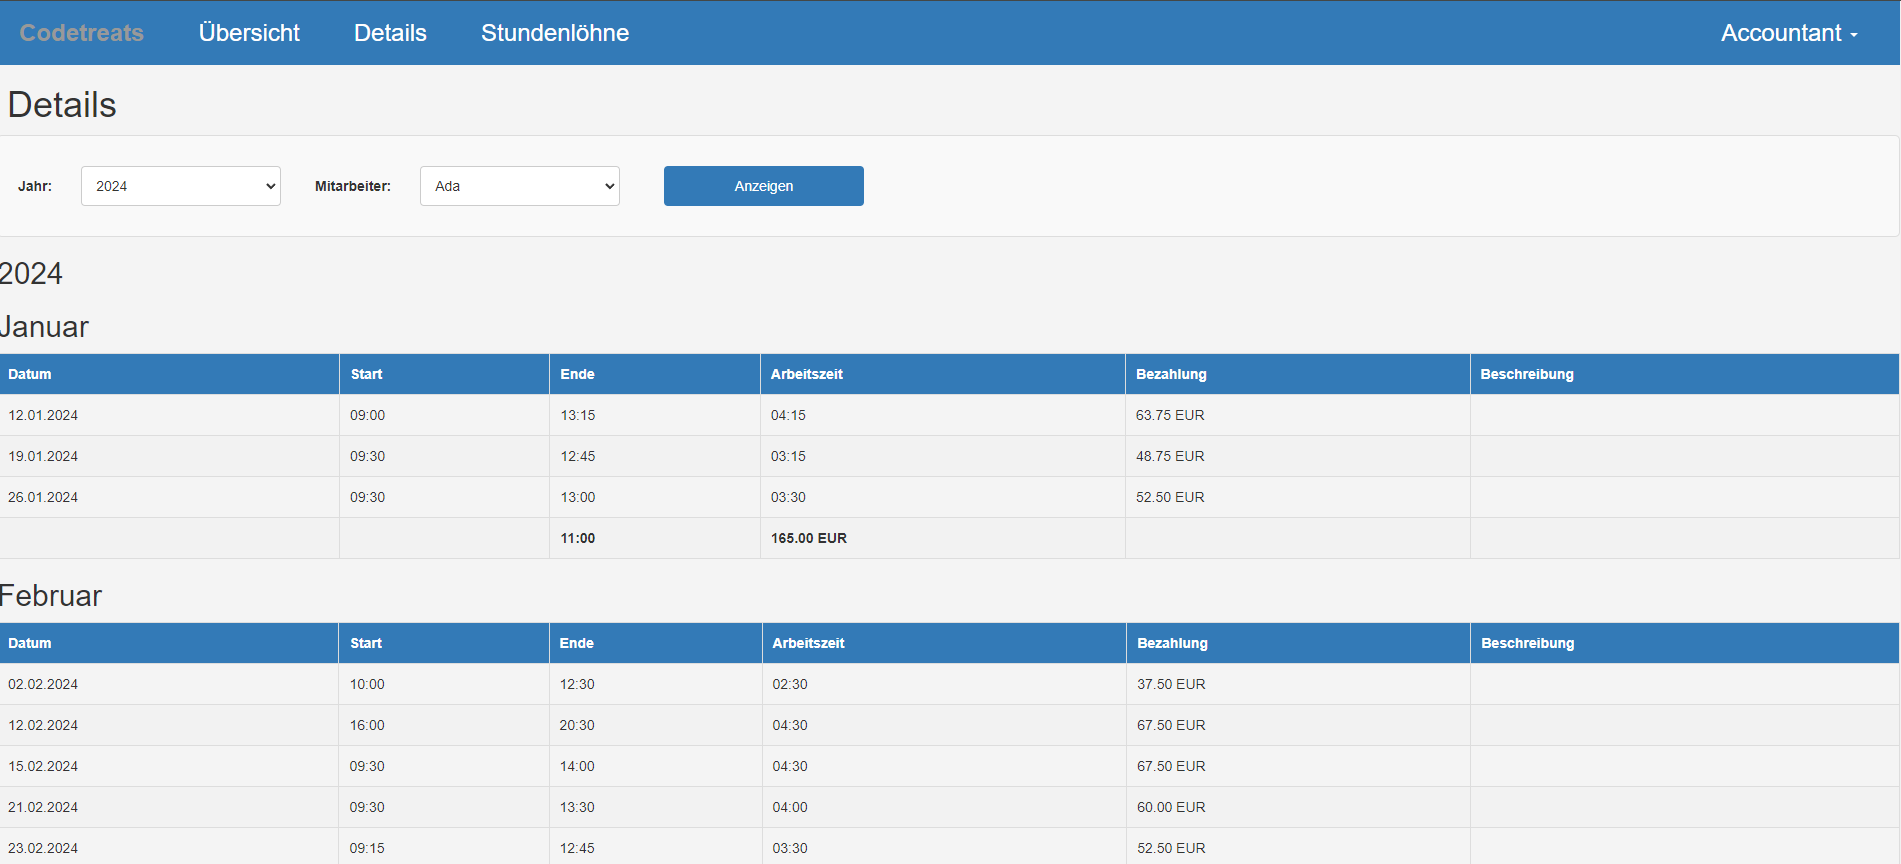 Codetreats Übersicht Details Stundenlöhne Accountant
Details
Jahr: 2024 Mitarbeiter: Ada Anzeigen
2024
Januar
Datum Start Ende Arbeitszeit Bezahlung Beschreibung
12.01.2024 09:00 13:15 04:15 63.75 EUR
19.01.2024 09:30 12:45 03:15 48.75 EUR
26.01.2024 09:30 13:00 03:30 52.50 EUR
11:00 165.00 EUR
Februar
Datum Start Ende Arbeitszeit Bezahlung Beschreibung
02.02.2024 10:00 12:30 02:30 37.50 EUR
12.02.2024 16:00 20:30 04:30 67.50 EUR
15.02.2024 09:30 14:00 04:30 67.50 EUR
21.02.2024 09:30 13:30 04:00 60.00 EUR
23.02.2024 09:15 12:45 03:30 52.50 EUR